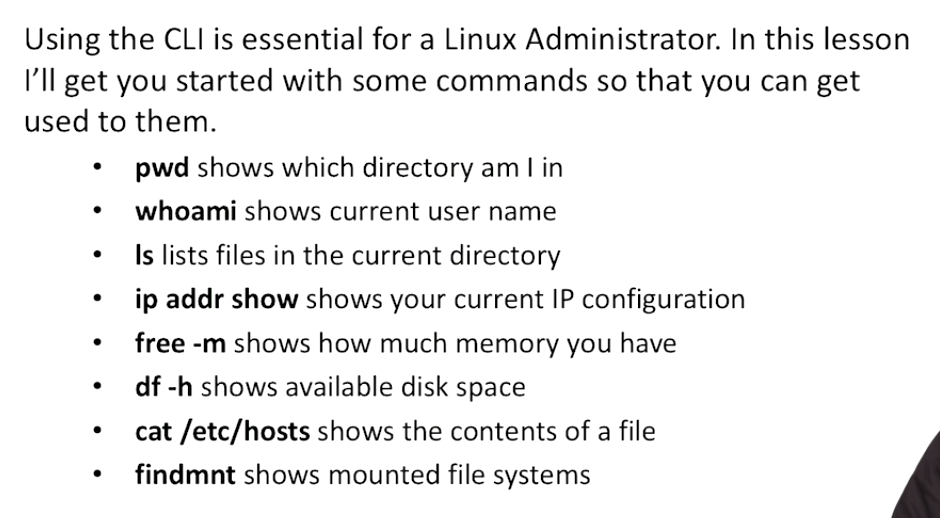 Using the CLI is essential for a Linux Administrator. In this lesson
I’ll get you started with some commands so that you can get
used to them.
• pwd shows which directory am I in
• whoami shows current user name
• ls lists files in the current directory
• ip addr show shows your current IP configuration
• free -m shows how much memory you have
• df -h shows available disk space
• cat /etc/hosts shows the contents of a file
• findmnt shows mounted file systems